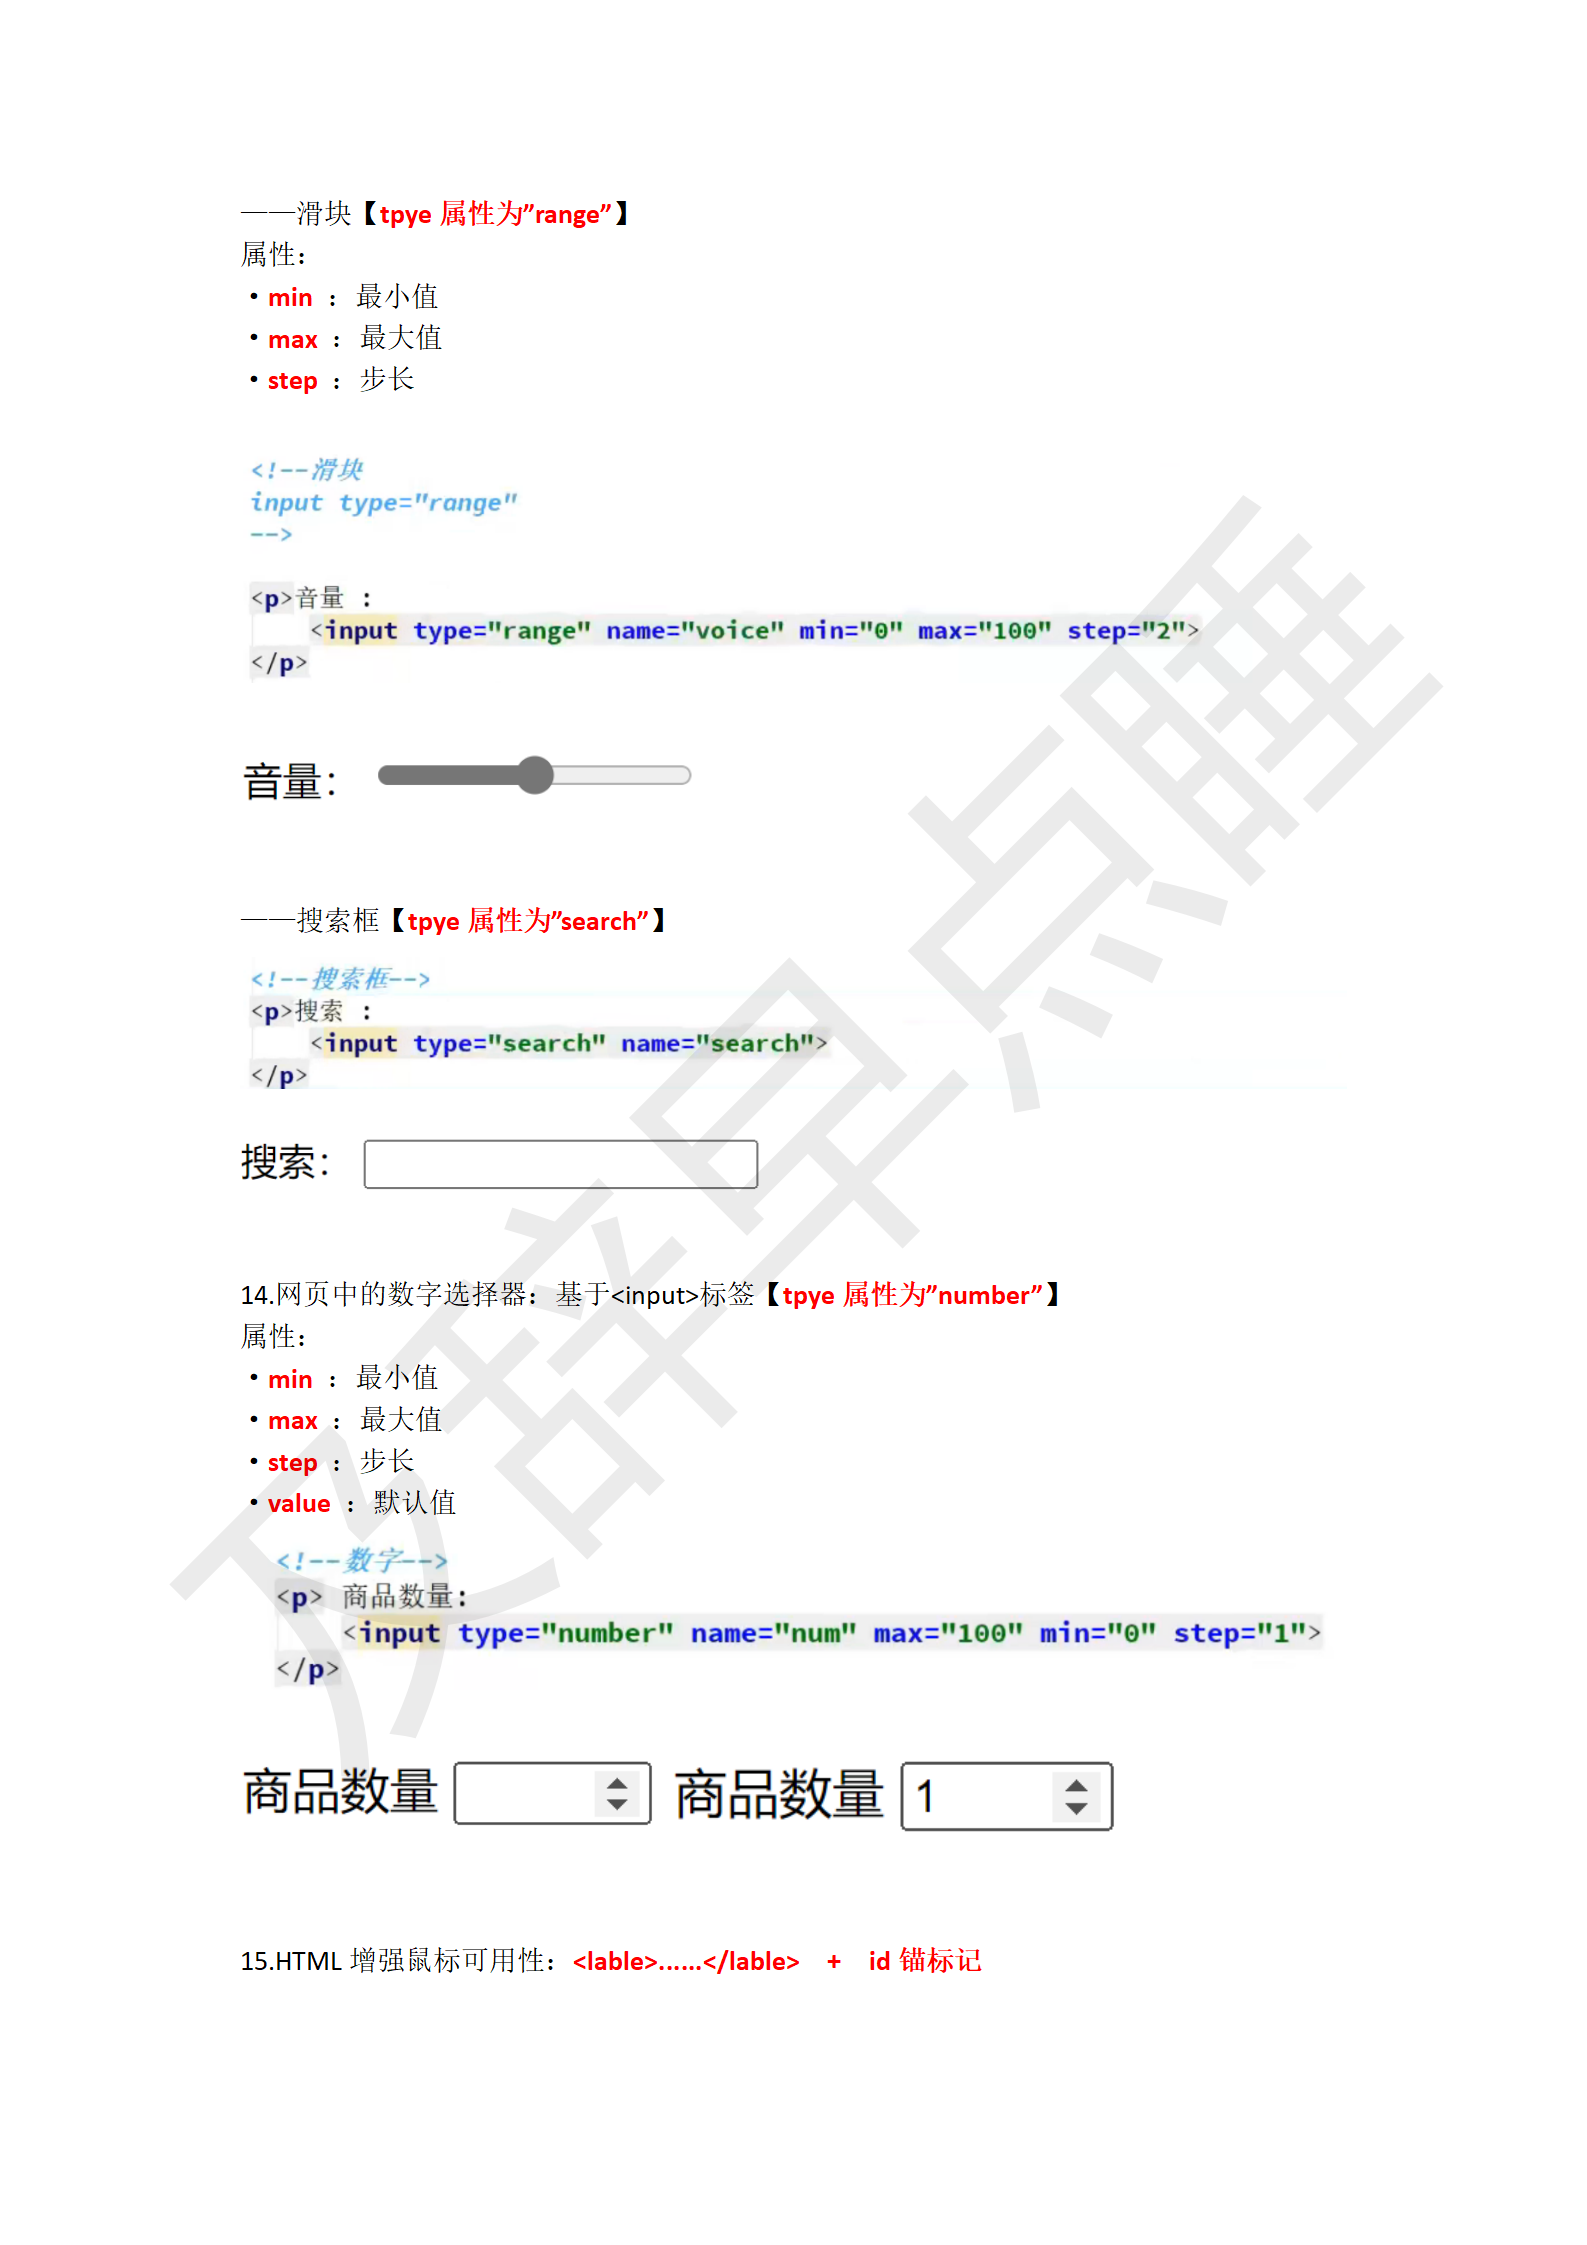 ——滑块【tpye 属性为”range”】
属性：
·min ：最小值
·max ：最大值
·step ：步长
<!--滑块
input type="range"
-->
<p>音量 :
<input type="range" name="voice" min="0" max="100" step="2">
</p>
音量：
——搜索框【tpye 属性为”search”】
<!--搜索框-->
<p>搜索 :
<input type="search" name="search">
</p>
搜索：
14.网页中的数字选择器：基于<input>标签【tpye 属性为”number”】
属性：
·min ：最小值
·max ：最大值
·step ：步长
·value ：默认值
<!--数字-->
<p> 商品数量:
<input type="number" name="num" max="100" min="0" step="1">
</p>
商品数量 商品数量 1
15.HTML 增强鼠标可用性：<lable>......</lable> + id 锚标记
及辞早点睡